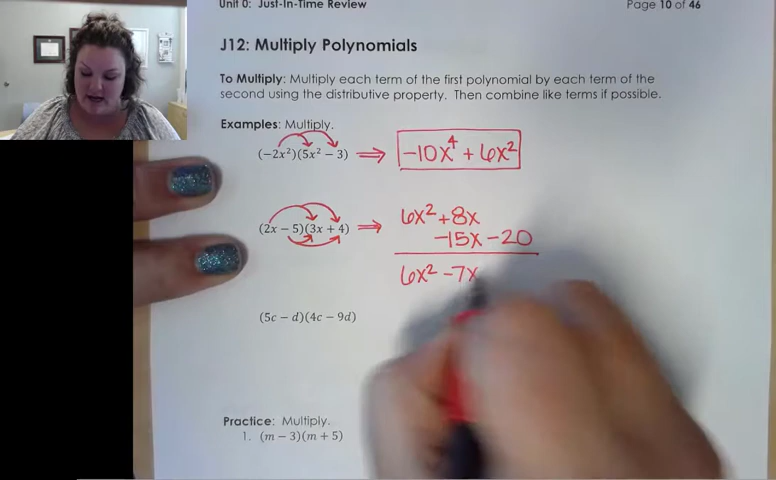 Unit 0: Just-In-Time Review Page 10 of 46
J12: Multiply Polynomials
To Multiply: Multiply each term of the first polynomial by each term of the
second using the distributive property. Then combine like terms if possible.
Examples: Multiply.
(−2x²)(5x² − 3) ⟹ −10x⁴ + 6x²
(2x − 5)(3x + 4) ⟹ 6x² + 8x
−15x − 20
6x² − 7x
(5c − d)(4c − 9d)
Practice: Multiply.
1. (m − 3)(m + 5)